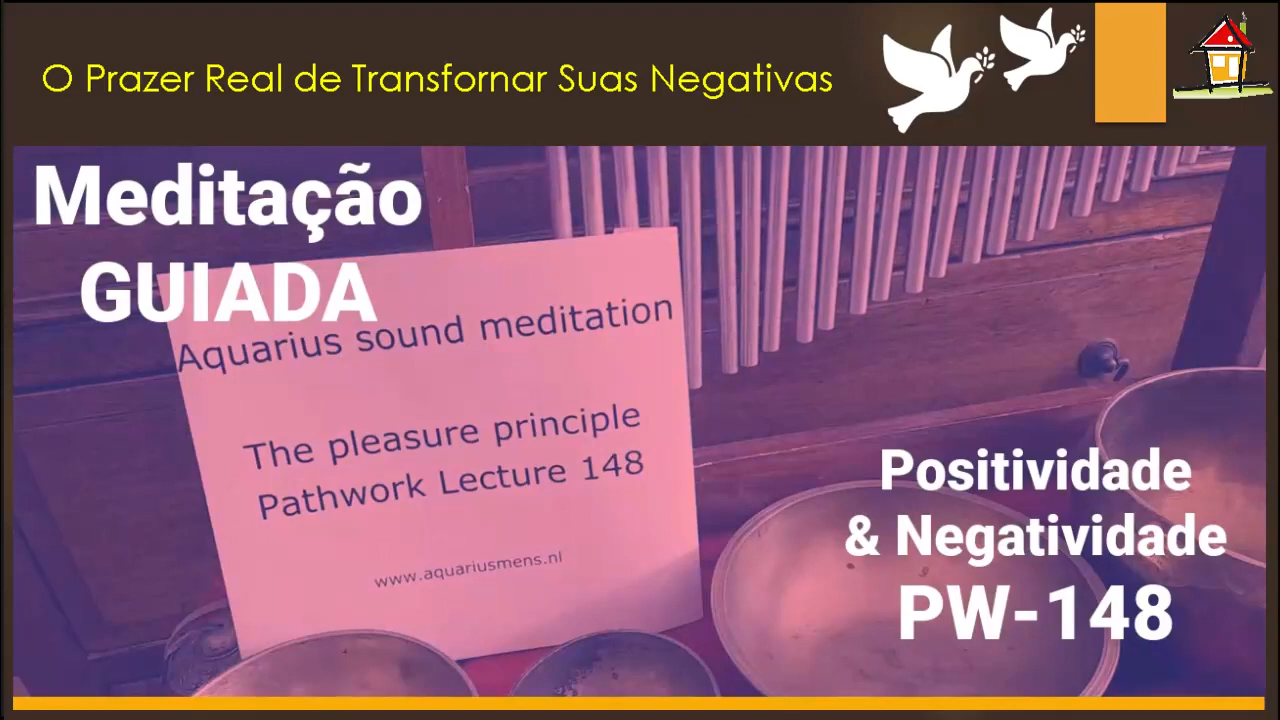 O Prazer Real de Transfornar Suas Negativas
Meditação
GUIADA
Aquarius sound meditation
The pleasure principle
Pathwork Lecture 148
www.aquariusmens.nl
Positividade
& Negatividade
PW-148